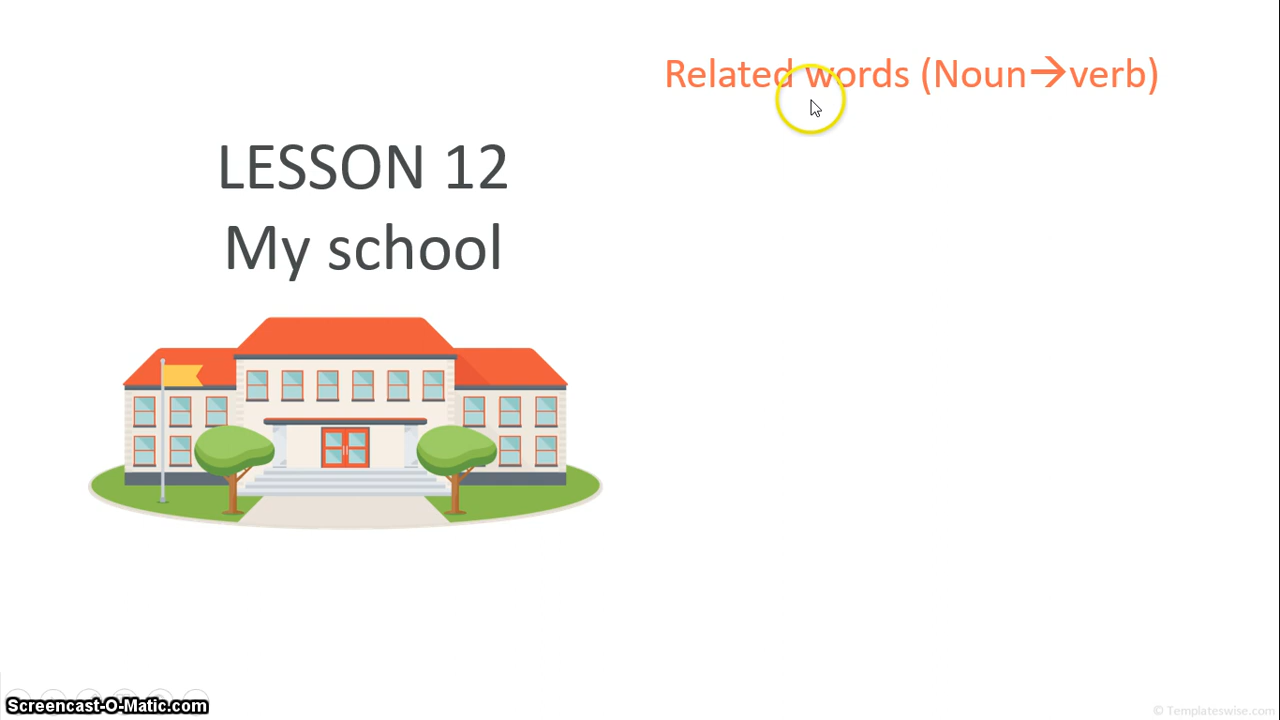 Related words (Noun→verb)
LESSON 12
My school
Screencast-O-Matic.com
© Templateswise.com